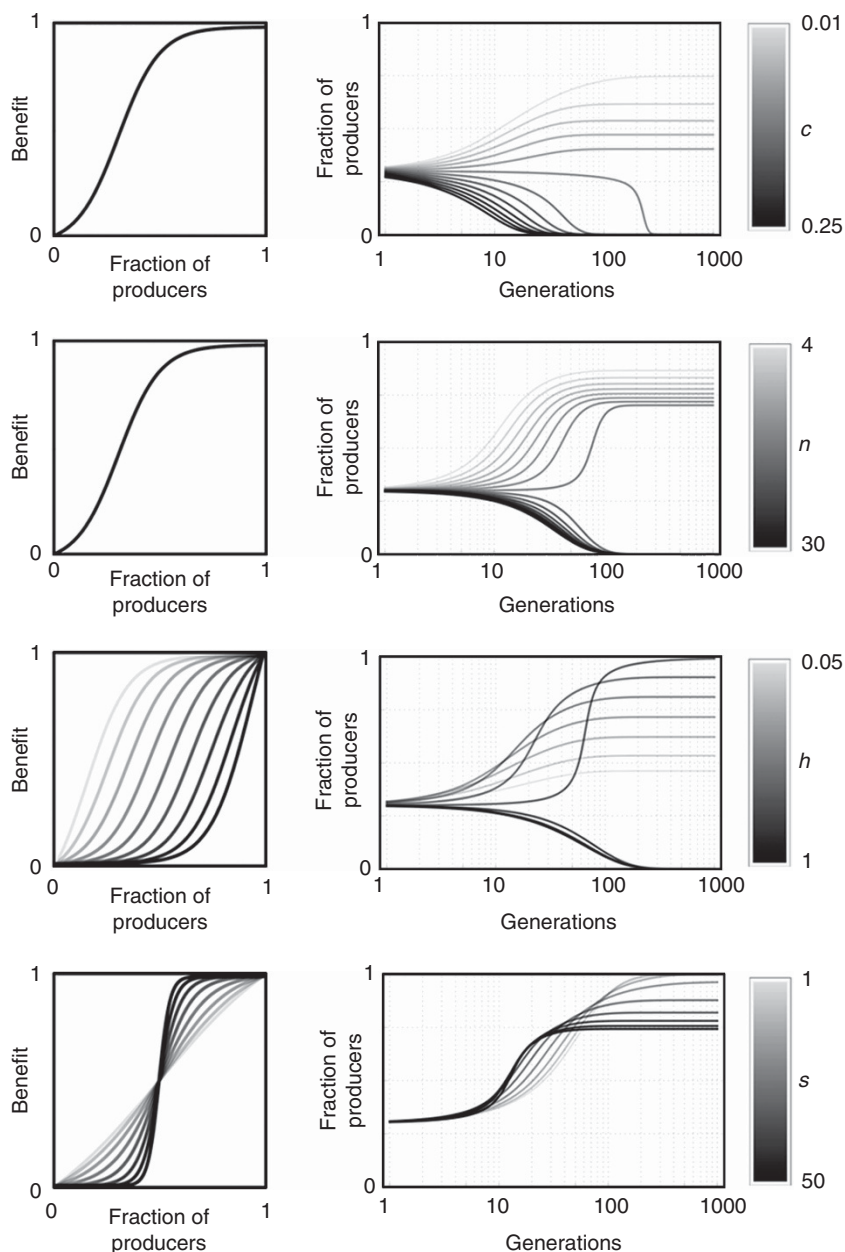 1
Benefit
0
0
Fraction of
producers
1
1
Fraction of
producers
0
1
10
100
1000
Generations
0.01
c
0.25
1
Benefit
0
0
Fraction of
producers
1
1
Fraction of
producers
0
1
10
100
1000
Generations
4
n
30
1
Benefit
0
0
Fraction of
producers
1
1
Fraction of
producers
0
1
10
100
1000
Generations
0.05
h
1
1
Benefit
0
0
Fraction of
producers
1
1
Fraction of
producers
0
1
10
100
1000
Generations
1
s
50